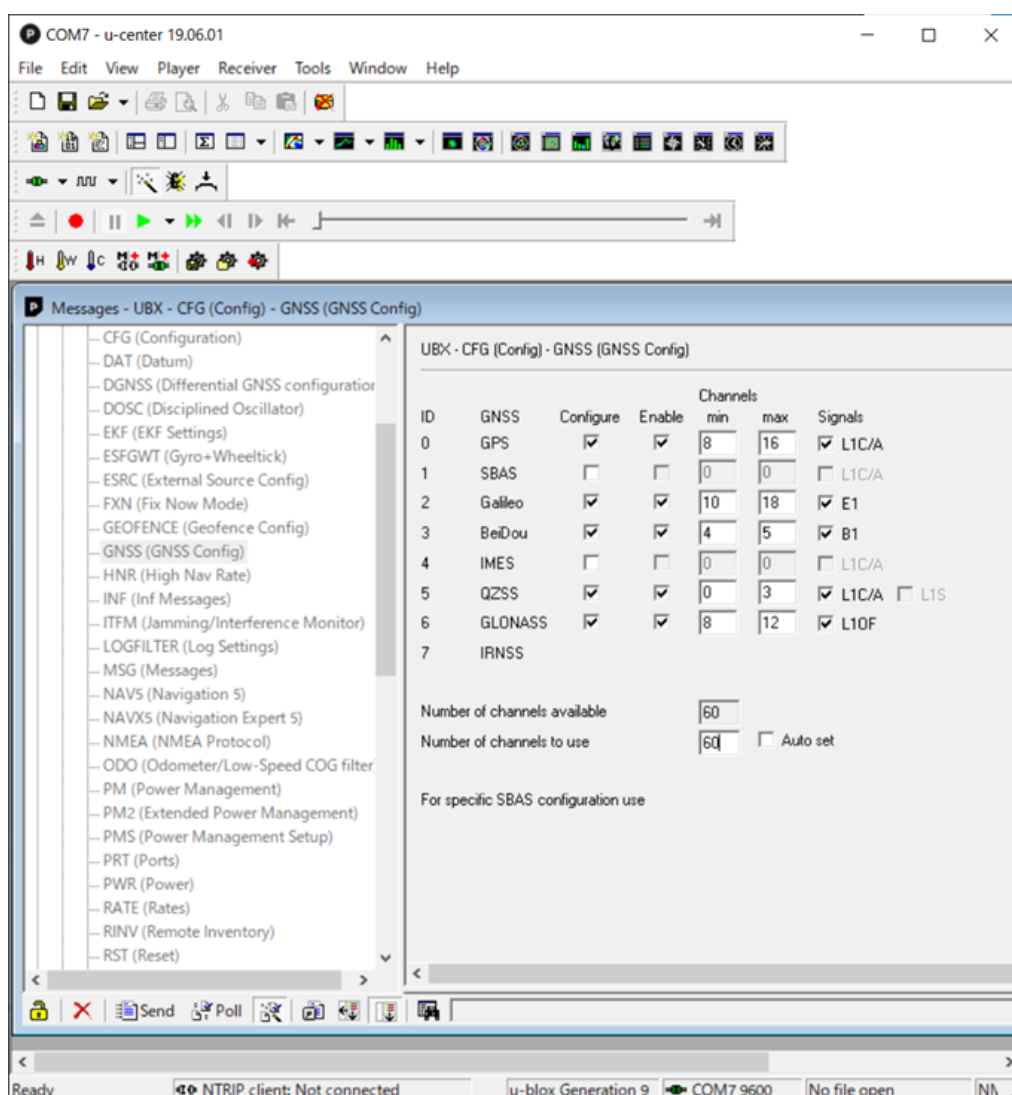 COM7 - u-center 19.06.01
File Edit View Player Receiver Tools Window Help
H W C
Messages - UBX - CFG (Config) - GNSS (GNSS Config)
CFG (Configuration)
DAT (Datum)
DGNSS (Differential GNSS configuration
DOSC (Disciplined Oscillator)
EKF (EKF Settings)
ESFGWT (Gyro+Wheeltick)
ESRC (External Source Config)
FXN (Fix Now Mode)
GEOFENCE (Geofence Config)
GNSS (GNSS Config)
HNR (High Nav Rate)
INF (Inf Messages)
ITFM (Jamming/Interference Monitor)
LOGFILTER (Log Settings)
MSG (Messages)
NAV5 (Navigation 5)
NAVX5 (Navigation Expert 5)
NMEA (NMEA Protocol)
ODO (Odometer/Low-Speed COG filter
PM (Power Management)
PM2 (Extended Power Management)
PMS (Power Management Setup)
PRT (Ports)
PWR (Power)
RATE (Rates)
RINV (Remote Inventory)
RST (Reset)
UBX - CFG (Config) - GNSS (GNSS Config)
Channels
ID GNSS Configure Enable min max Signals
0 GPS 8 16 L1C/A
1 SBAS 0 0 L1C/A
2 Galileo 10 18 E1
3 BeiDou 4 5 B1
4 IMES 0 0 L1C/A
5 QZSS 0 3 L1C/A L1S
6 GLONASS 8 12 L1OF
7 IRNSS
Number of channels available 60
Number of channels to use 60 Auto set
For specific SBAS configuration use
Send Poll
Ready NTRIP client: Not connected u-blox Generation 9 COM7 9600 No file open